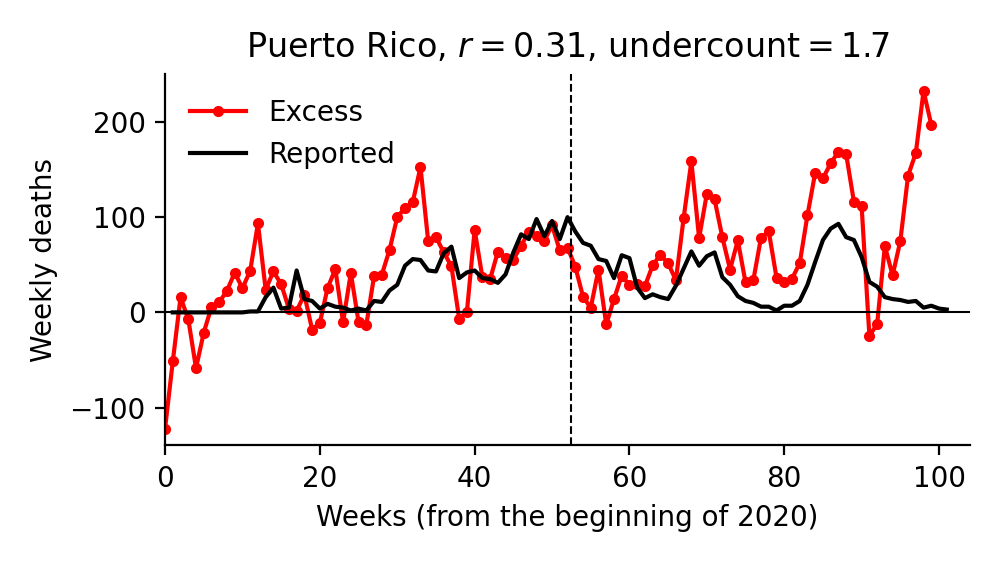 Puerto Rico, r = 0.31, undercount = 1.7
Excess
Reported
200
100
0
−100
Weekly deaths
0 20 40 60 80 100
Weeks (from the beginning of 2020)